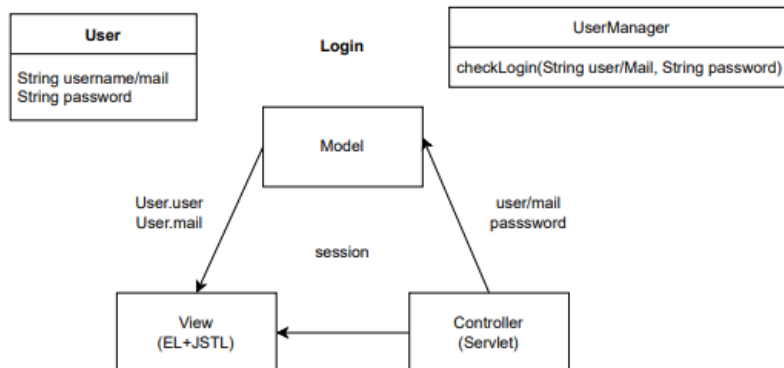 User
String username/mail
String password
Login
UserManager
checkLogin(String user/Mail, String password)
Model
User.user
User.mail
user/mail
passsword
session
View
(EL+JSTL)
Controller
(Servlet)